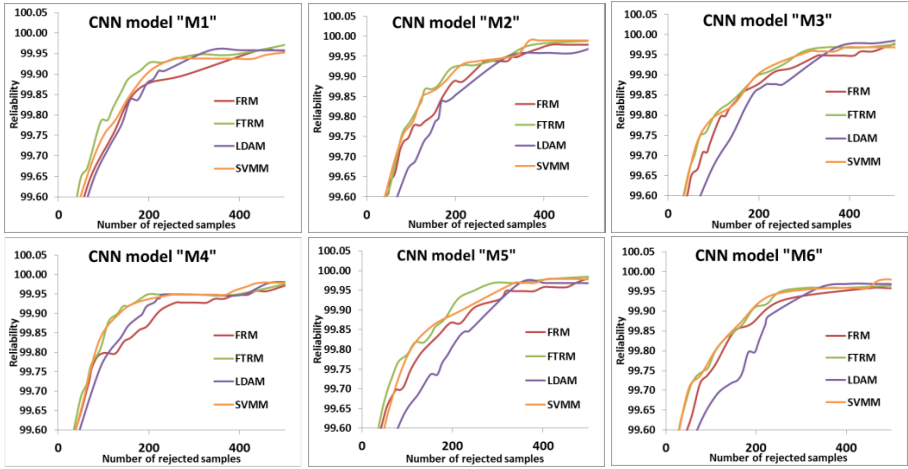 CNN model "M1"
100.05
100.00
99.95
99.90
99.85
99.80
99.75
99.70
99.65
99.60
Reliability
FRM
FTRM
LDAM
SVMM
0
200
400
Number of rejected samples
CNN model "M2"
100.05
100.00
99.95
99.90
99.85
99.80
99.75
99.70
99.65
99.60
Reliability
FRM
FTRM
LDAM
SVMM
0
200
400
Number of rejected samples
CNN model "M3"
100.05
100.00
99.95
99.90
99.85
99.80
99.75
99.70
99.65
99.60
Reliability
FRM
FTRM
LDAM
SVMM
0
200
400
Number of rejected samples
CNN model "M4"
100.05
100.00
99.95
99.90
99.85
99.80
99.75
99.70
99.65
99.60
Reliability
FRM
FTRM
LDAM
SVMM
0
200
400
Number of rejected samples
CNN model "M5"
100.05
100.00
99.95
99.90
99.85
99.80
99.75
99.70
99.65
99.60
Reliability
FRM
FTRM
LDAM
SVMM
0
200
400
Number of rejected samples
CNN model "M6"
100.05
100.00
99.95
99.90
99.85
99.80
99.75
99.70
99.65
99.60
Reliability
FRM
FTRM
LDAM
SVMM
0
200
400
Number of rejected samples